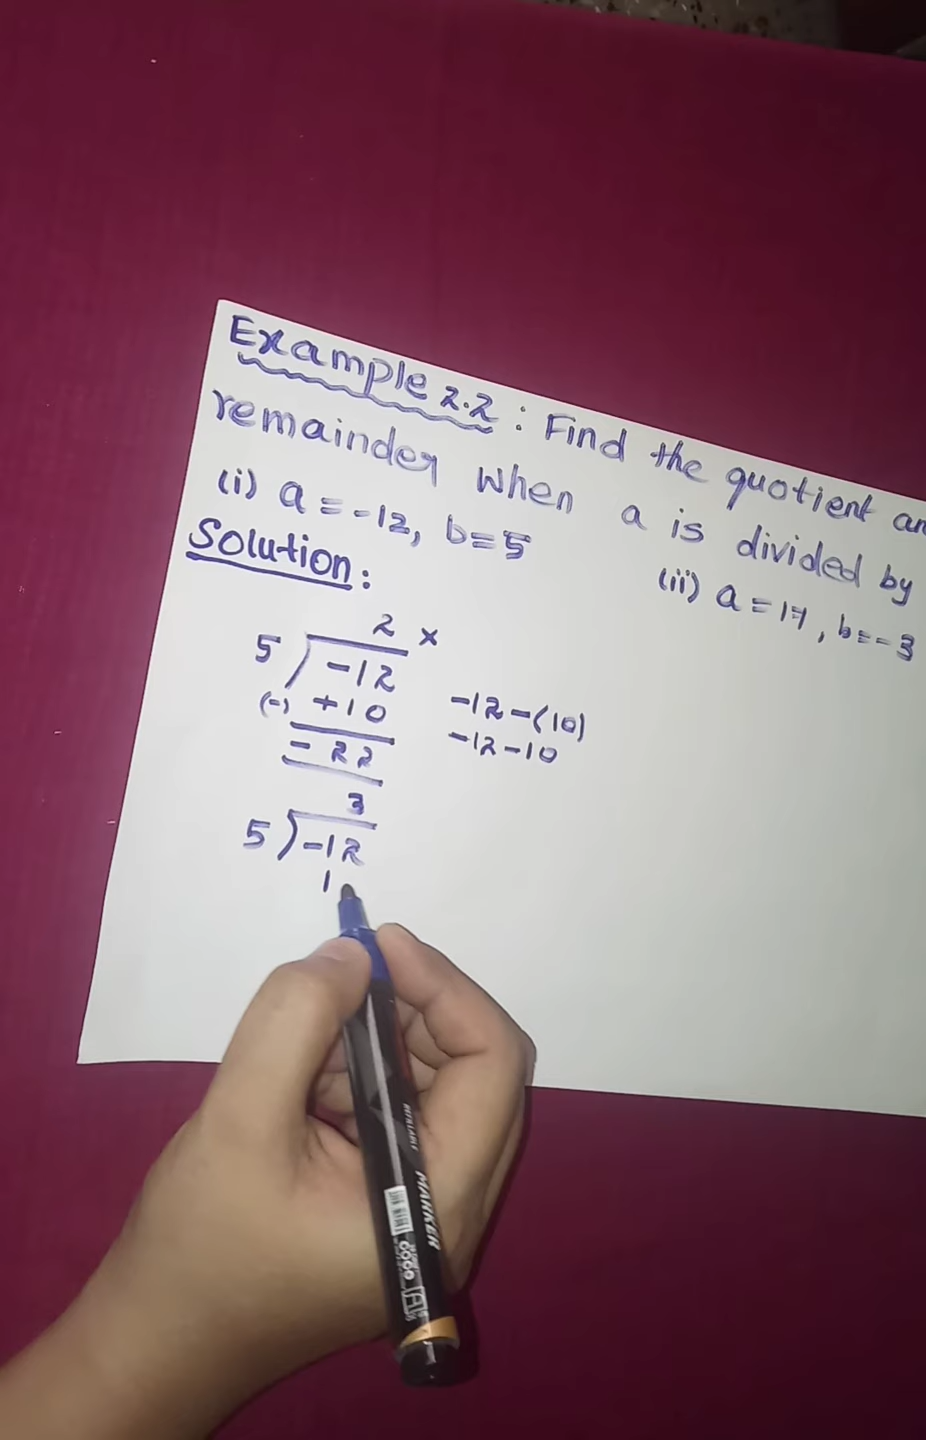 Example 2.2 : Find the quotient an
remainder when a is divided by
(i) a = -12, b = 5
(ii) a = 17, b = -3
Solution:
2 ×
5 ) -12
(-) +10
- 22
-12-(10)
-12-10
3
5 ) -12
1
MARKER